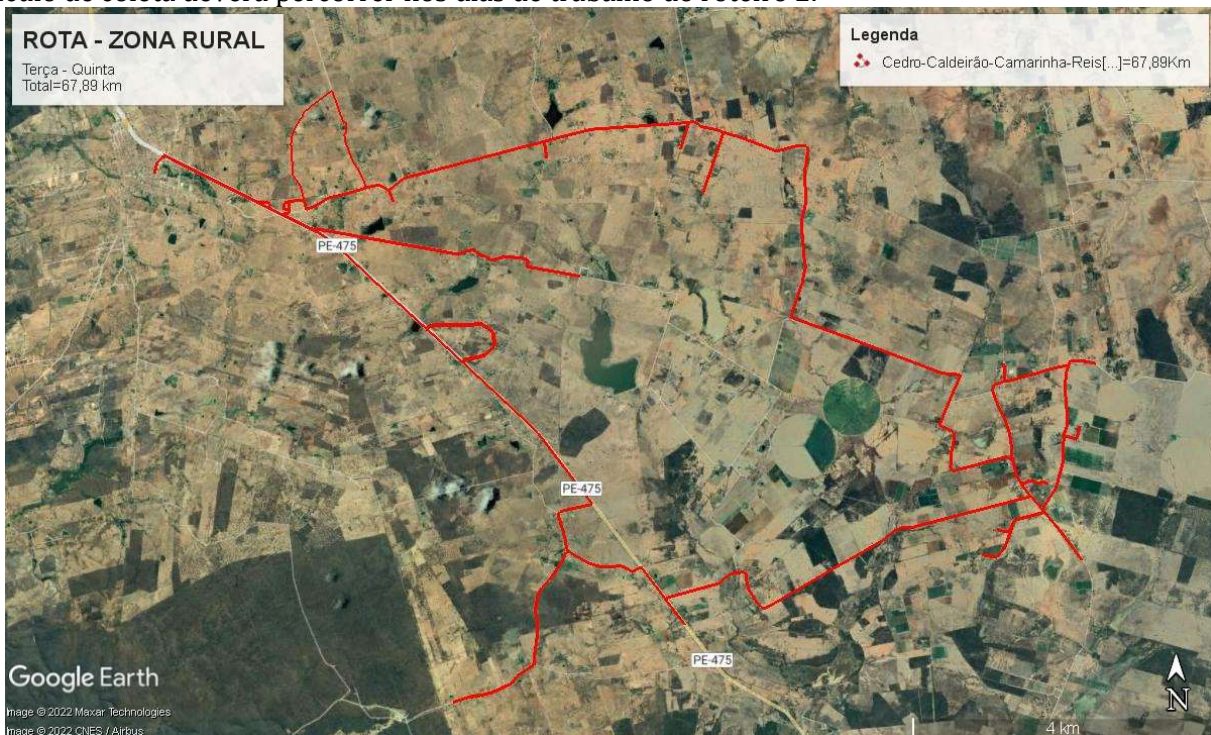 ROTA - ZONA RURAL
Terça - Quinta
Total=67,89 km
Legenda
Cedro-Caldeirão-Camarinha-Reis[...]=67,89Km
PE-475
PE-475
PE-475
Google Earth
Image © 2022 Maxar Technologies
Image © 2022 CNES / Airbus
4 km
N